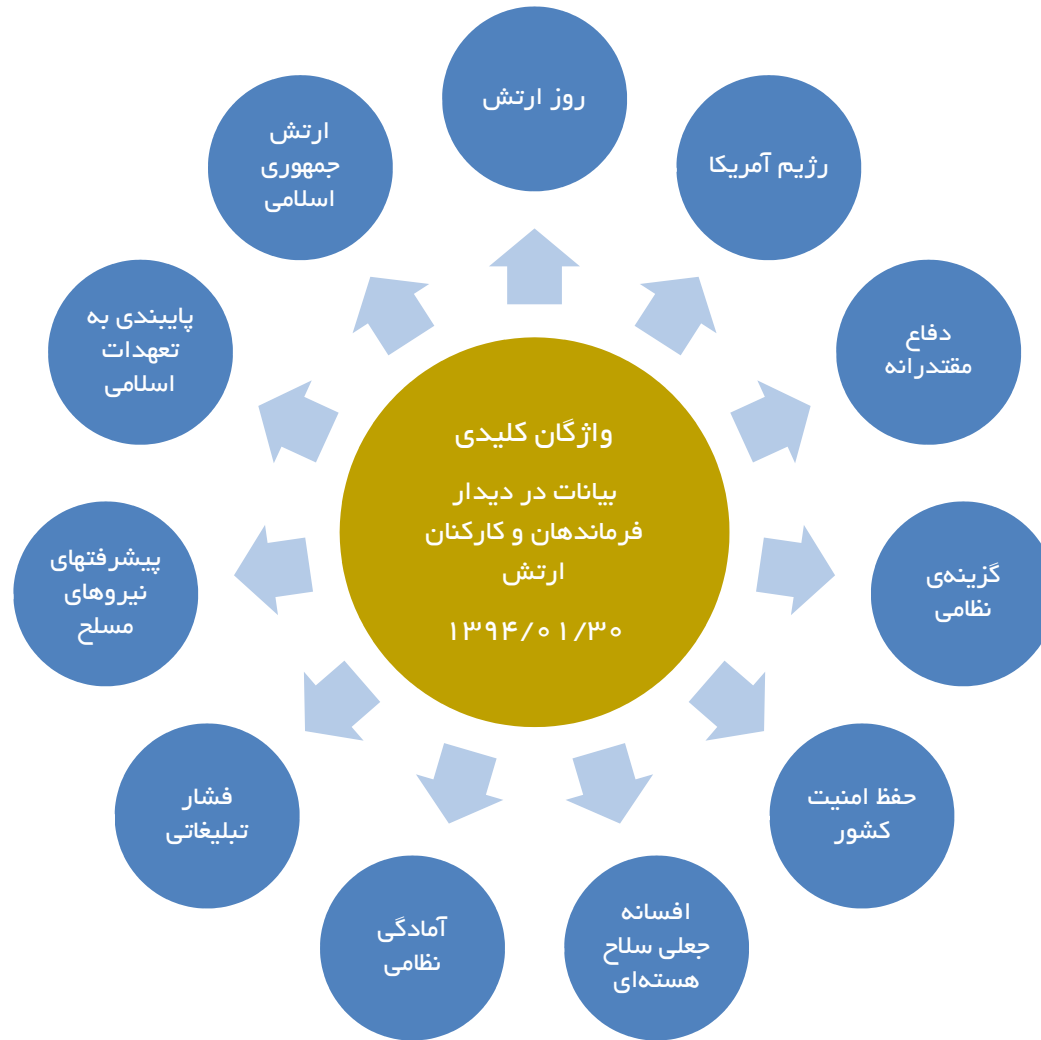 روز ارتش
رژیم آمریکا
دفاع
مقتدرانه
گزینه‌ی
نظامی
حفظ امنیت
کشور
افسانه
جعلی سلاح
هسته‌ای
آمادگی
نظامی
فشار
تبلیغاتی
پیشرفتهای
نیروهای
مسلح
پایبندی به
تعهدات
اسلامی
ارتش
جمهوری
اسلامی
واژگان کلیدی
بیانات در دیدار
فرماندهان و کارکنان
ارتش
۱۳۹۴/۰۱/۳۰